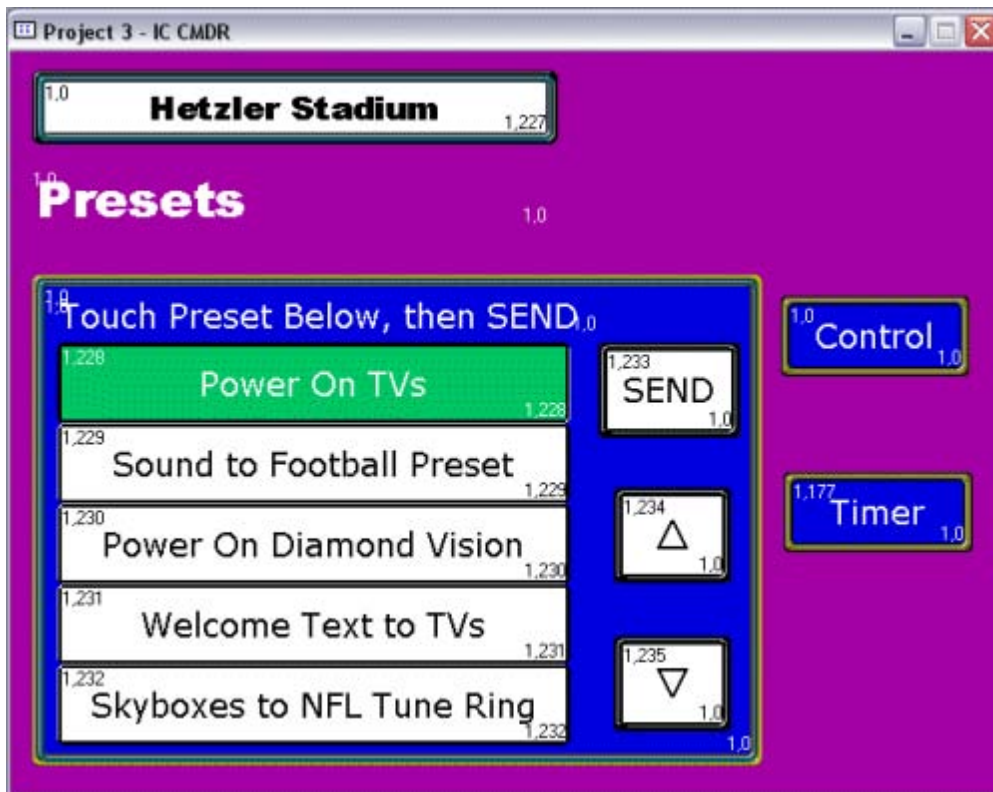 Project 3 - IC CMDR
1,0
Hetzler Stadium
1,227
1,0
Presets
1,0
1,0
1,0
Touch Preset Below, then SEND
1,0
1,0
Control
1,0
1,228
Power On TVs
1,228
1,233
SEND
1,0
1,229
Sound to Football Preset
1,229
1,177
Timer
1,0
1,230
Power On Diamond Vision
1,230
1,234
△
1,0
1,231
Welcome Text to TVs
1,231
1,235
▽
1,0
1,232
Skyboxes to NFL Tune Ring
1,232
1,0